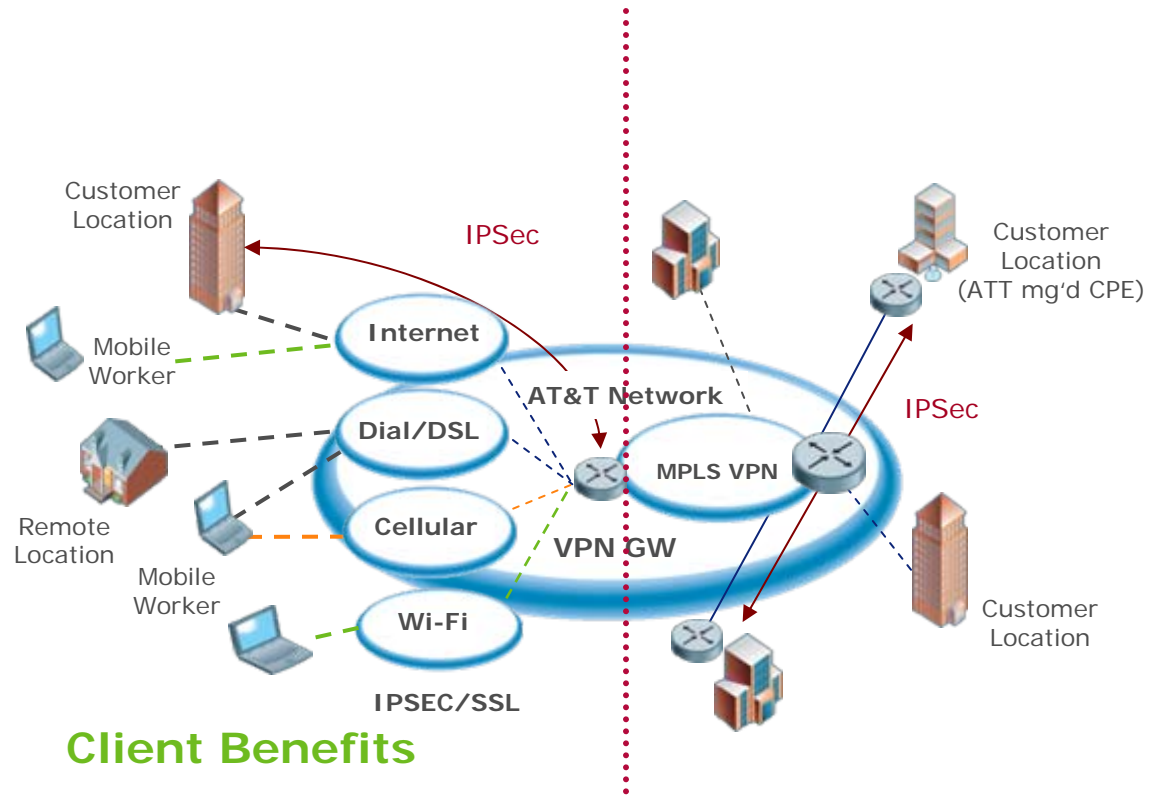 Customer
Location
IPSec
Customer
Location
(ATT mg‘d CPE)
Internet
Mobile
Worker
AT&T Network
IPSec
Dial/DSL
MPLS VPN
Cellular
Remote
Location
VPN GW
Mobile
Worker
Wi-Fi
Customer
Location
IPSEC/SSL
Client Benefits